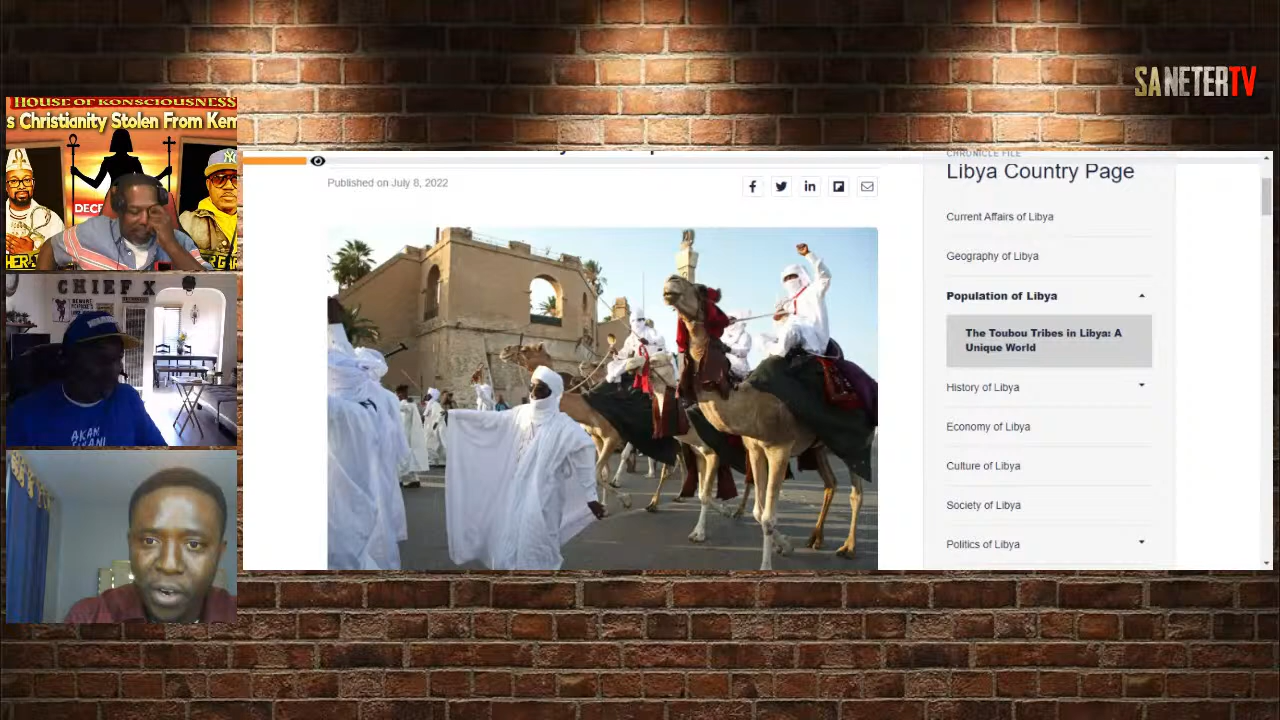 SANETERTV
HOUSE OF KONSCIOUSNESS
s Christianity Stolen From Kem
DECE
CHIEF X
CHRONICLE FILE
Libya Country Page
Published on July 8, 2022
Current Affairs of Libya
Geography of Libya
Population of Libya
The Toubou Tribes in Libya: A
Unique World
History of Libya
Economy of Libya
Culture of Libya
Society of Libya
Politics of Libya